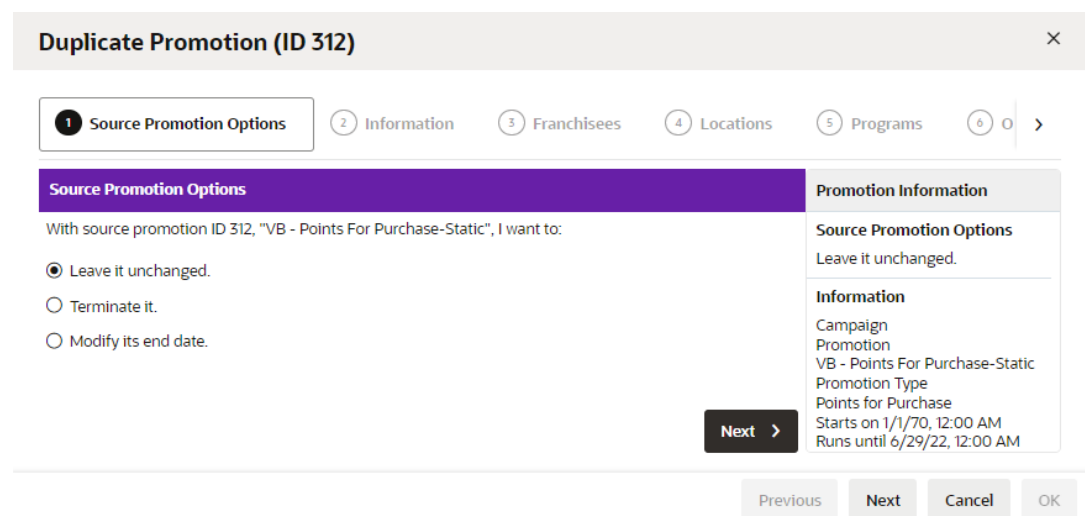 Duplicate Promotion (ID 312)
1 Source Promotion Options
2 Information
3 Franchisees
4 Locations
5 Programs
6 O
Source Promotion Options
With source promotion ID 312, "VB - Points For Purchase-Static", I want to:
Leave it unchanged.
Terminate it.
Modify its end date.
Next
Promotion Information
Source Promotion Options
Leave it unchanged.
Information
Campaign
Promotion
VB - Points For Purchase-Static
Promotion Type
Points for Purchase
Starts on 1/1/70, 12:00 AM
Runs until 6/29/22, 12:00 AM
Previous
Next
Cancel
OK